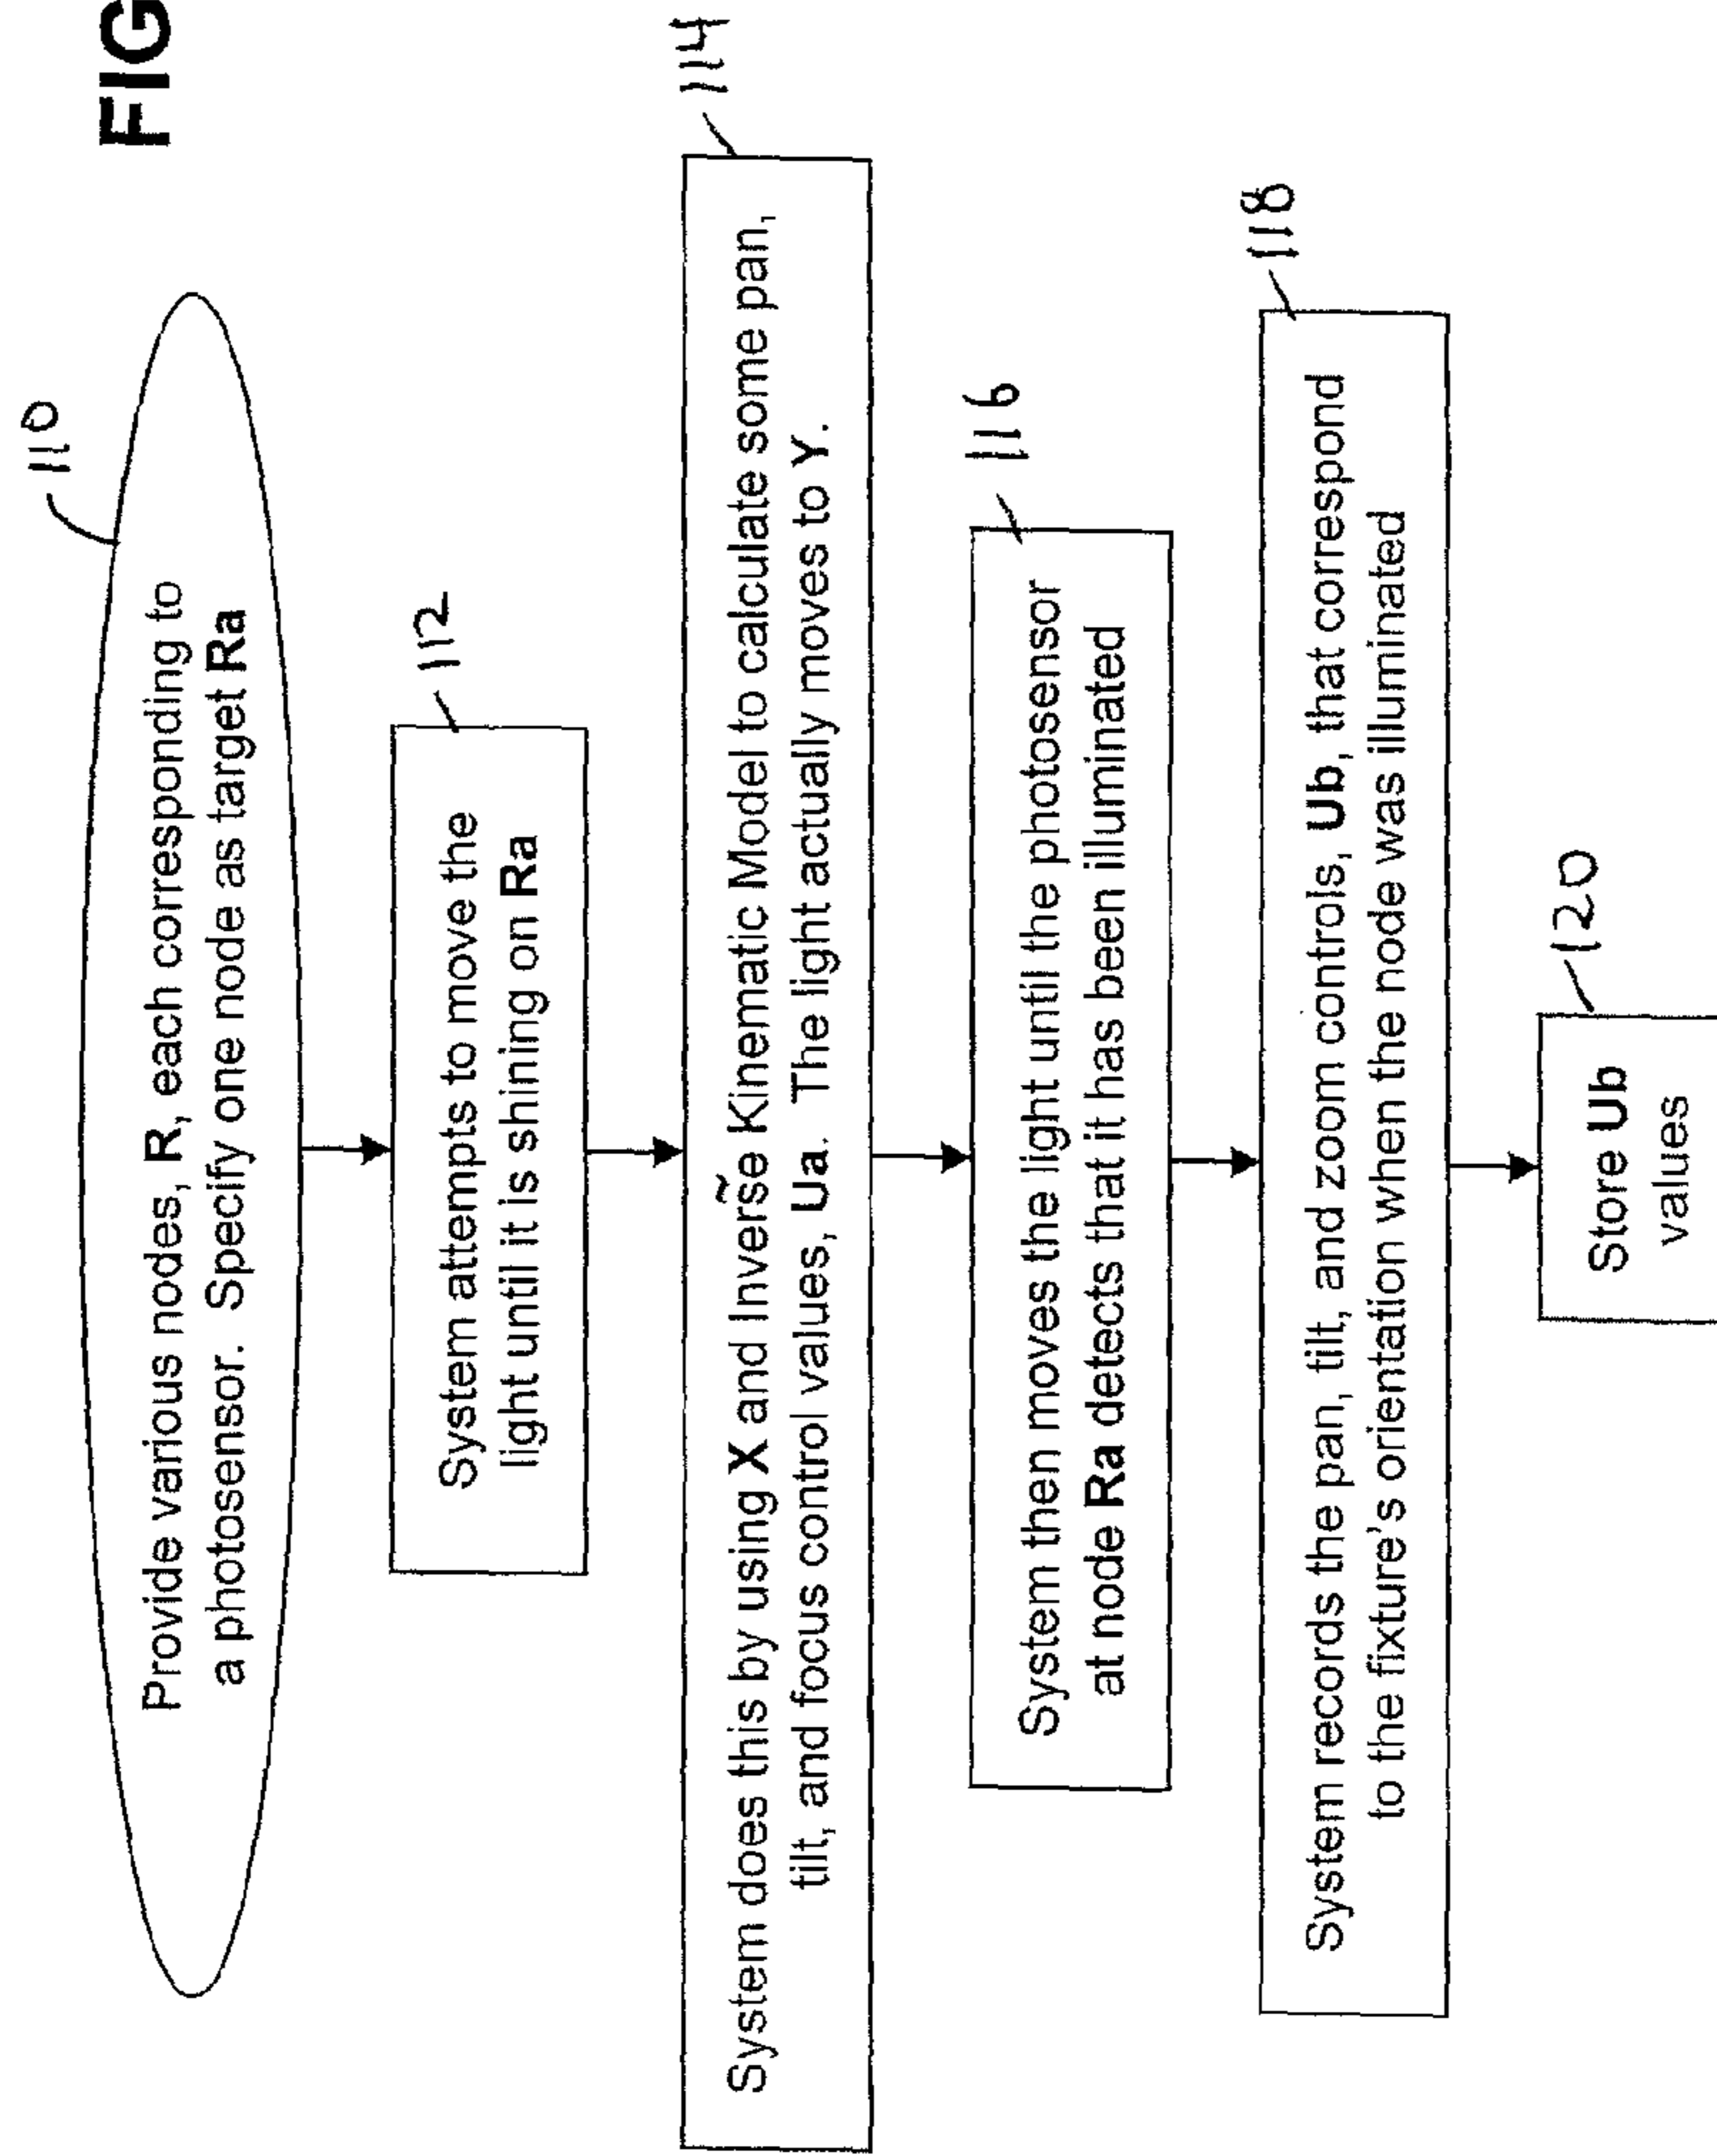 FIG
110
Provide various nodes, R, each corresponding to
a photosensor. Specify one node as target Ra
112
System attempts to move the
light until it is shining on Ra
114
System does this by using X̃ and Inverse Kinematic Model to calculate some pan,
tilt, and focus control values, Ua. The light actually moves to Y.
116
System then moves the light until the photosensor
at node Ra detects that it has been illuminated
118
System records the pan, tilt, and zoom controls, Ub, that correspond
to the fixture's orientation when the node was illuminated
120
Store Ub
values